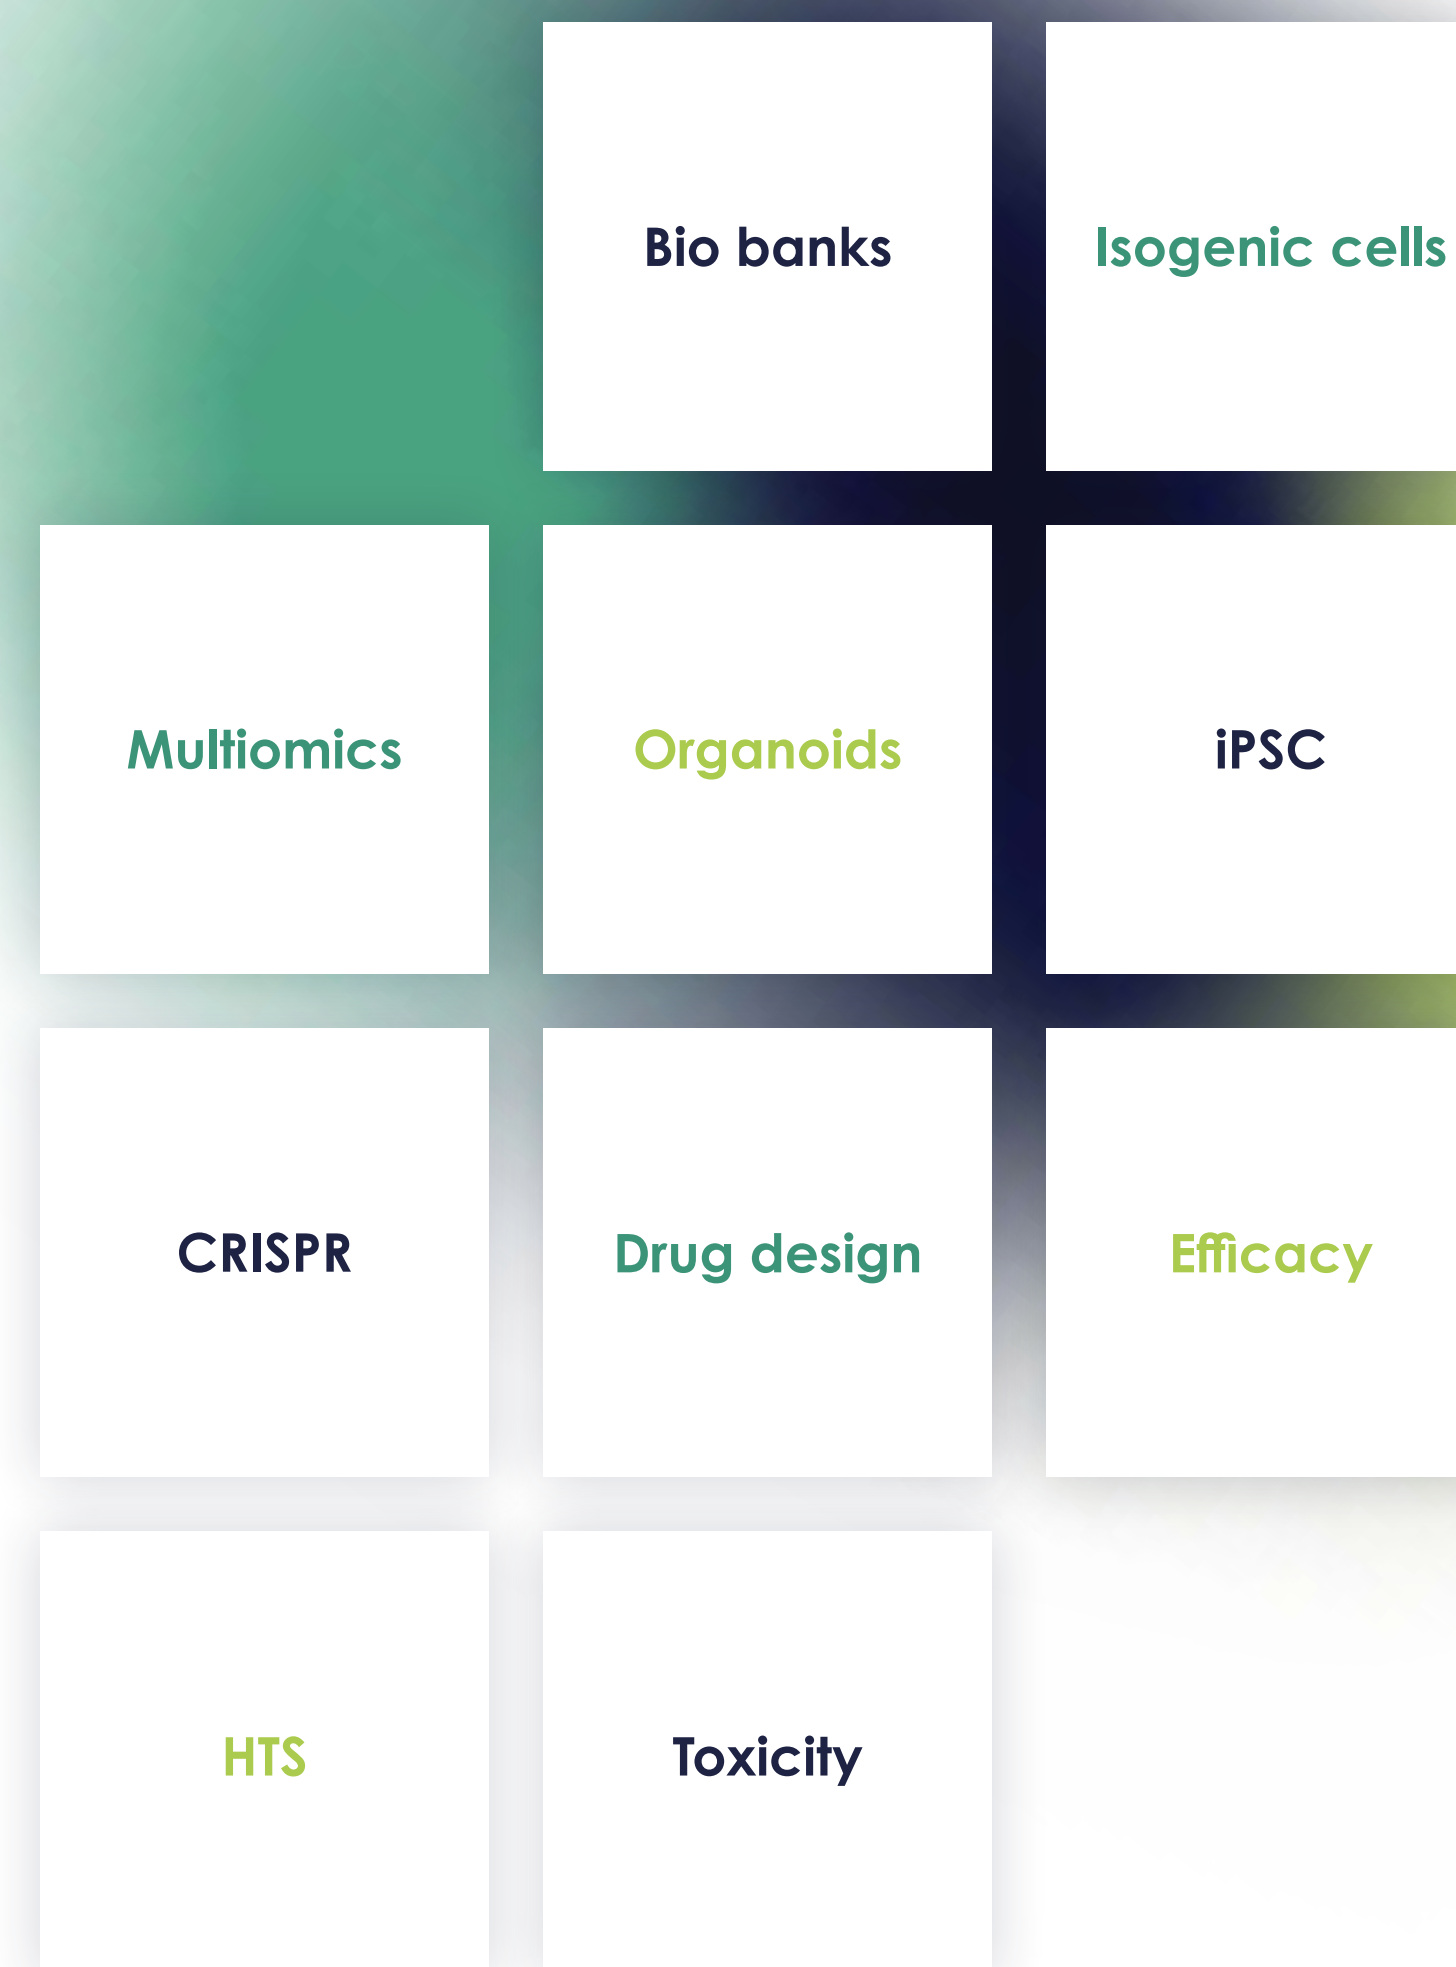 Bio banks
Isogenic cells
Multiomics
Organoids
iPSC
CRISPR
Drug design
Efficacy
HTS
Toxicity